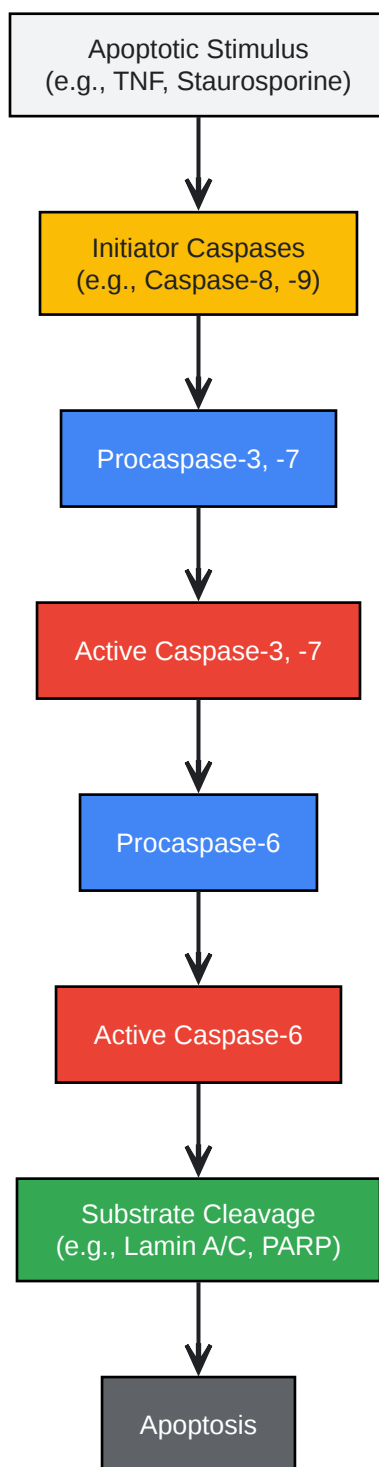 Apoptotic Stimulus
(e.g., TNF, Staurosporine)
Initiator Caspases
(e.g., Caspase-8, -9)
Procaspase-3, -7
Active Caspase-3, -7
Procaspase-6
Active Caspase-6
Substrate Cleavage
(e.g., Lamin A/C, PARP)
Apoptosis